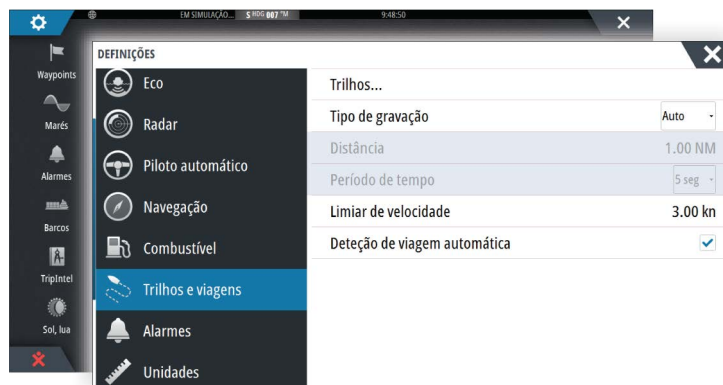 EM SIMULAÇÃO... S HDG 007 °M 9:48:50
Waypoints
Marés
Alarmes
Barcos
TripIntel
Sol, lua
DEFINIÇÕES
Eco
Radar
Piloto automático
Navegação
Combustível
Trilhos e viagens
Alarmes
Unidades
Trilhos...
Tipo de gravação Auto
Distância 1.00 NM
Período de tempo 5 seg
Limiar de velocidade 3.00 kn
Deteção de viagem automática